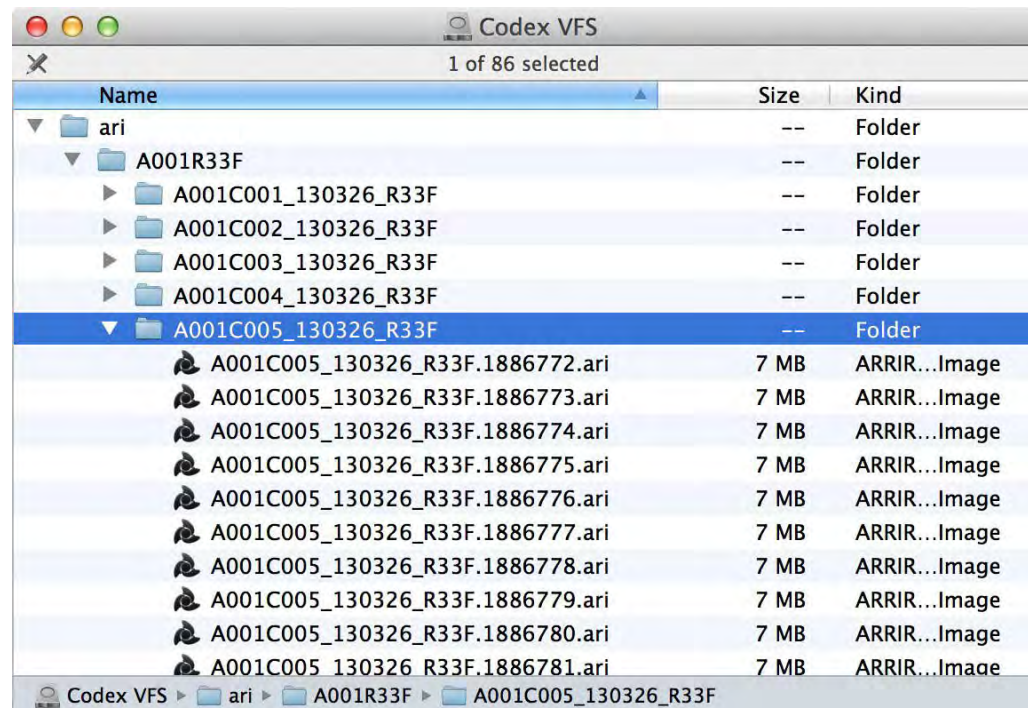 Codex VFS
1 of 86 selected
Name Size Kind
ari -- Folder
A001R33F -- Folder
A001C001_130326_R33F -- Folder
A001C002_130326_R33F -- Folder
A001C003_130326_R33F -- Folder
A001C004_130326_R33F -- Folder
A001C005_130326_R33F -- Folder
A001C005_130326_R33F.1886772.ari 7 MB ARRIR...Image
A001C005_130326_R33F.1886773.ari 7 MB ARRIR...Image
A001C005_130326_R33F.1886774.ari 7 MB ARRIR...Image
A001C005_130326_R33F.1886775.ari 7 MB ARRIR...Image
A001C005_130326_R33F.1886776.ari 7 MB ARRIR...Image
A001C005_130326_R33F.1886777.ari 7 MB ARRIR...Image
A001C005_130326_R33F.1886778.ari 7 MB ARRIR...Image
A001C005_130326_R33F.1886779.ari 7 MB ARRIR...Image
A001C005_130326_R33F.1886780.ari 7 MB ARRIR...Image
A001C005_130326_R33F.1886781.ari 7 MB ARRIR...Image
Codex VFS ▸ ari ▸ A001R33F ▸ A001C005_130326_R33F